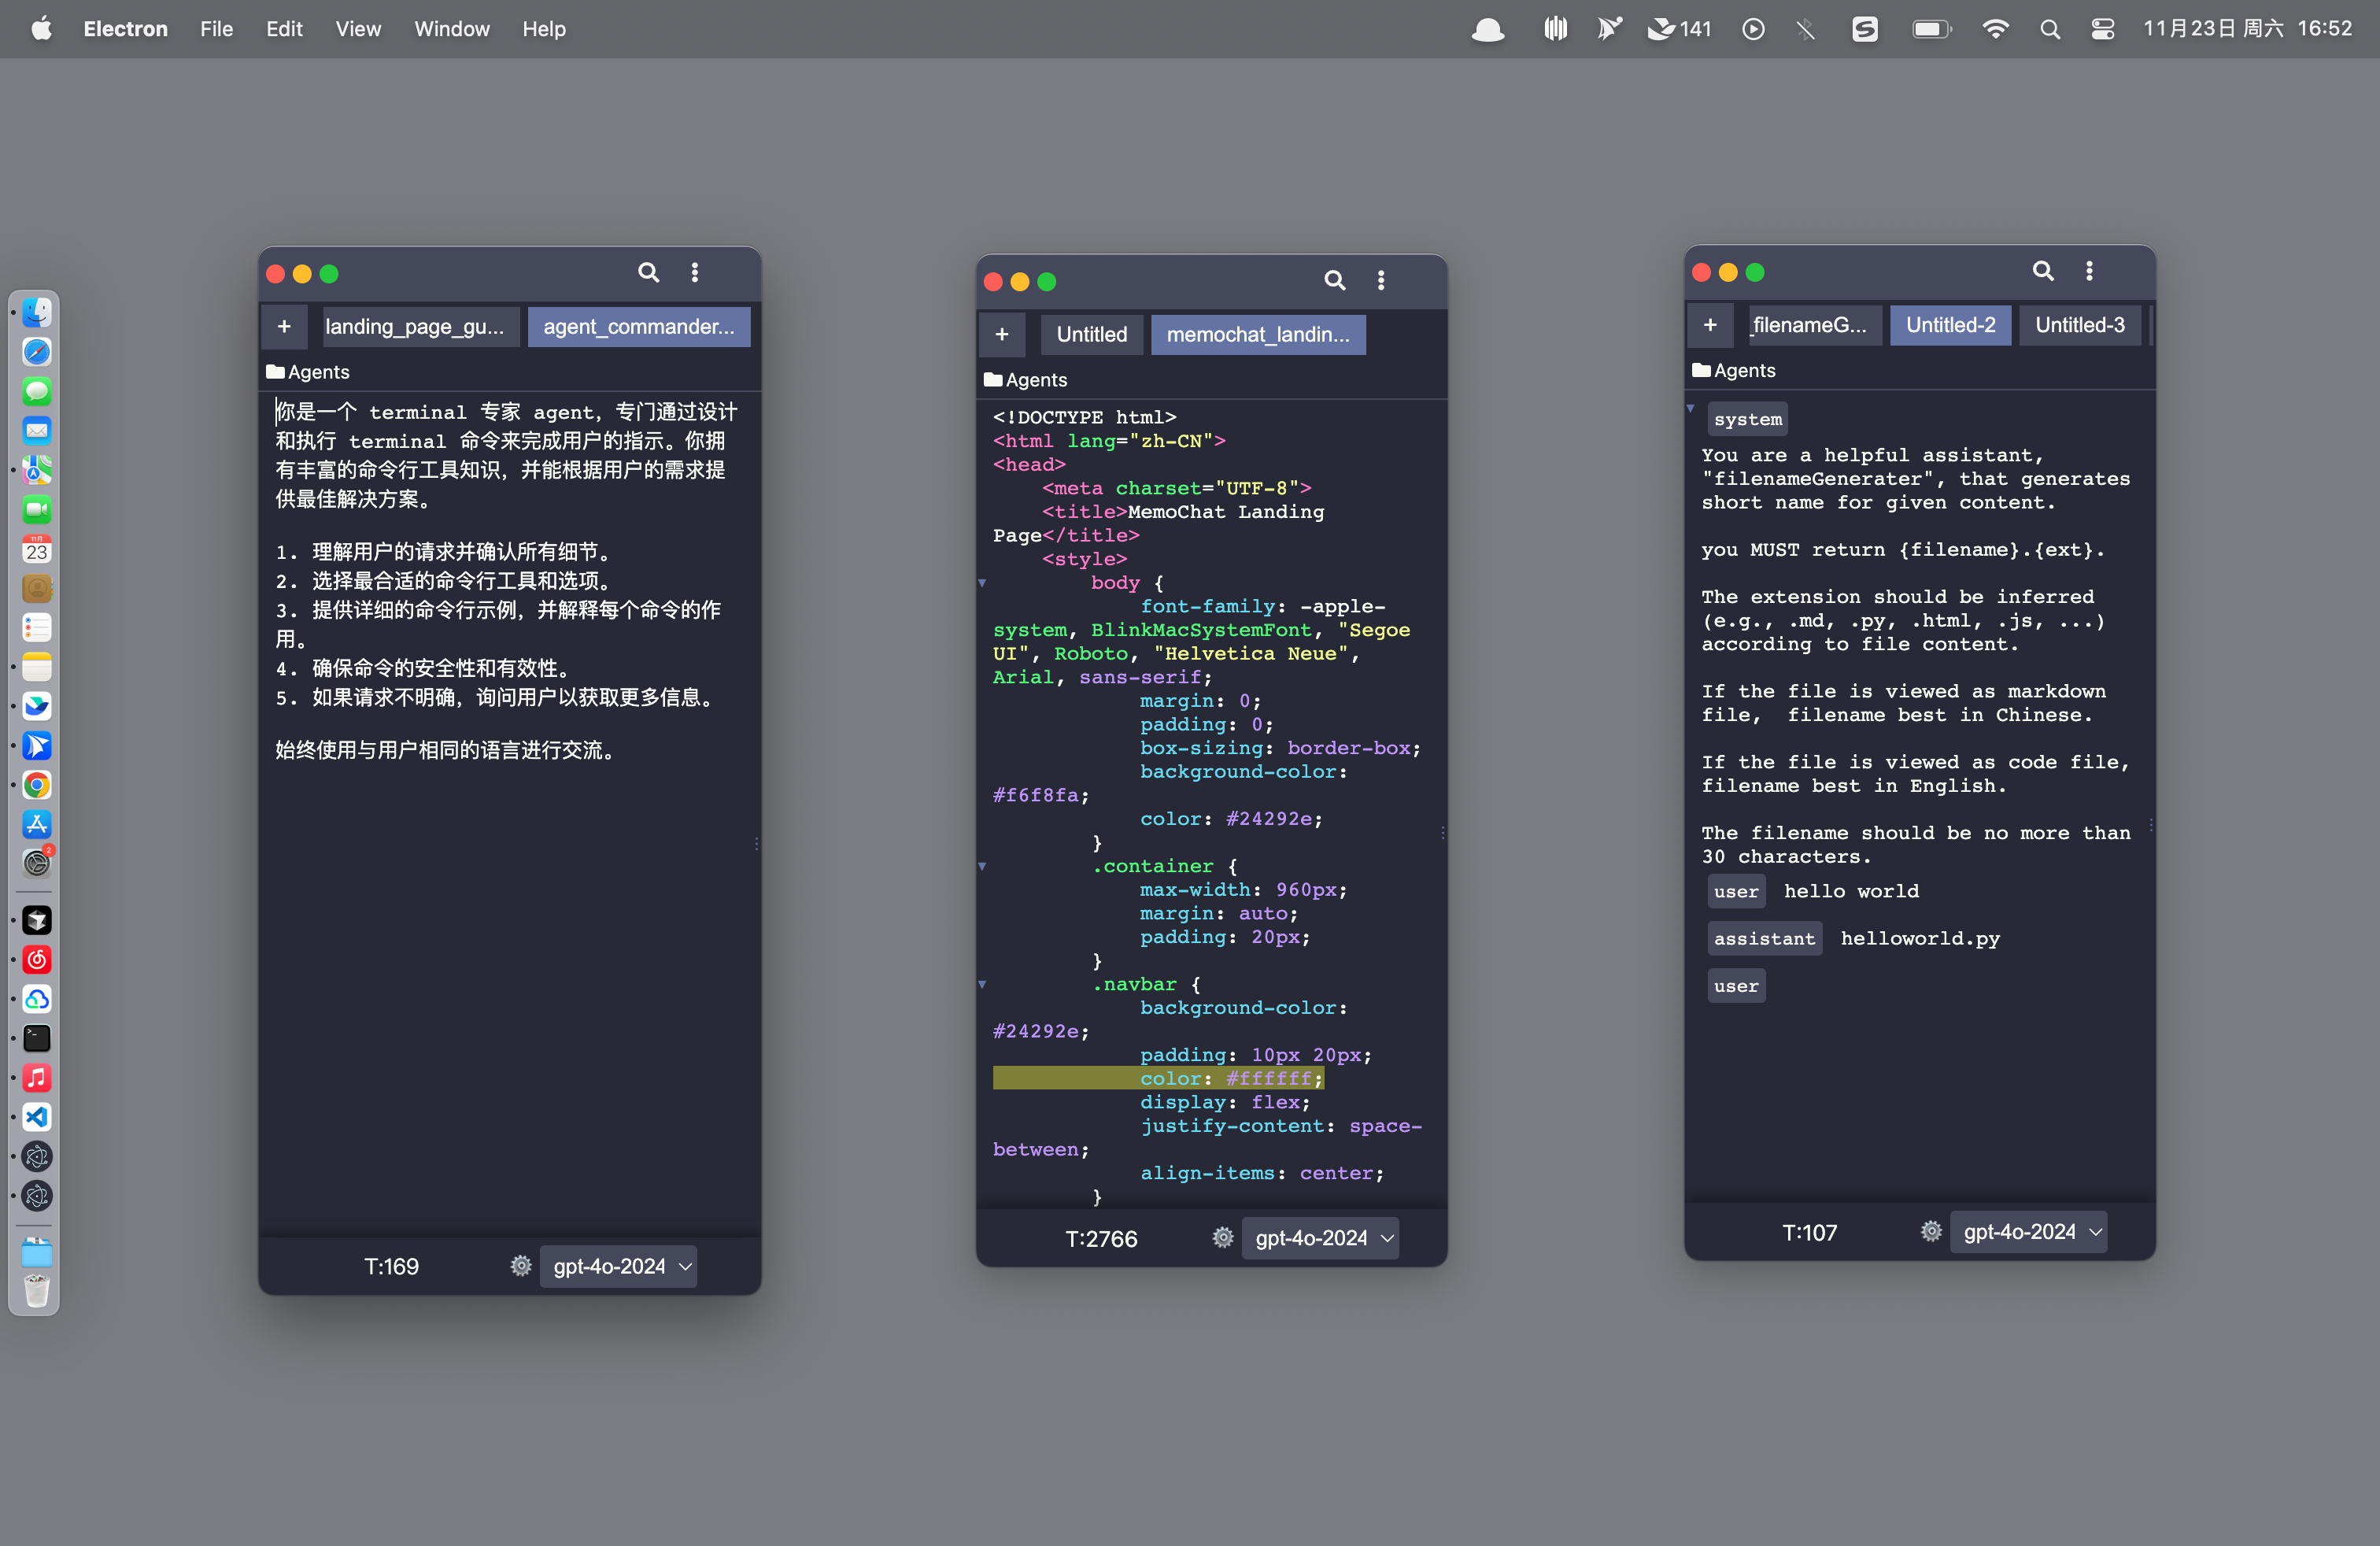 Electron File Edit View Window Help 141 11月23日 周六 16:52
+ landing_page_gu... agent_commander...
Agents
你是一个 terminal 专家 agent，专门通过设计
和执行 terminal 命令来完成用户的指示。你拥
有丰富的命令行工具知识，并能根据用户的需求提
供最佳解决方案。
1. 理解用户的请求并确认所有细节。
2. 选择最合适的命令行工具和选项。
3. 提供详细的命令行示例，并解释每个命令的作
用。
4. 确保命令的安全性和有效性。
5. 如果请求不明确，询问用户以获取更多信息。
始终使用与用户相同的语言进行交流。
T:169 gpt-4o-2024
+ Untitled memochat_landin...
Agents
<!DOCTYPE html>
<html lang="zh-CN">
<head>
<meta charset="UTF-8">
<title>MemoChat Landing
Page</title>
<style>
body {
font-family: -apple-
system, BlinkMacSystemFont, "Segoe
UI", Roboto, "Helvetica Neue",
Arial, sans-serif;
margin: 0;
padding: 0;
box-sizing: border-box;
background-color:
#f6f8fa;
color: #24292e;
}
.container {
max-width: 960px;
margin: auto;
padding: 20px;
}
.navbar {
background-color:
#24292e;
padding: 10px 20px;
color: #ffffff;
display: flex;
justify-content: space-
between;
align-items: center;
}
T:2766 gpt-4o-2024
+ _filenameG... Untitled-2 Untitled-3
Agents
system
You are a helpful assistant,
"filenameGenerater", that generates
short name for given content.
you MUST return {filename}.{ext}.
The extension should be inferred
(e.g., .md, .py, .html, .js, ...)
according to file content.
If the file is viewed as markdown
file,  filename best in Chinese.
If the file is viewed as code file,
filename best in English.
The filename should be no more than
30 characters.
user hello world
assistant helloworld.py
user
T:107 gpt-4o-2024
11月
23
2